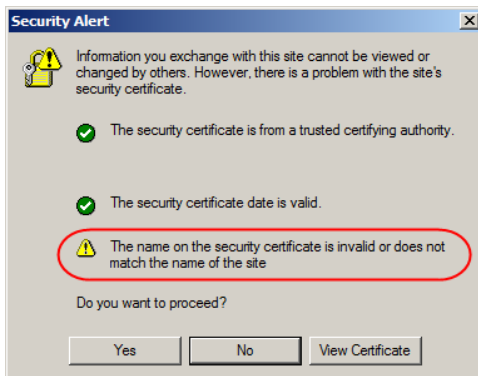 Security Alert
Information you exchange with this site cannot be viewed or
changed by others. However, there is a problem with the site's
security certificate.
The security certificate is from a trusted certifying authority.
The security certificate date is valid.
The name on the security certificate is invalid or does not
match the name of the site
Do you want to proceed?
Yes
No
View Certificate